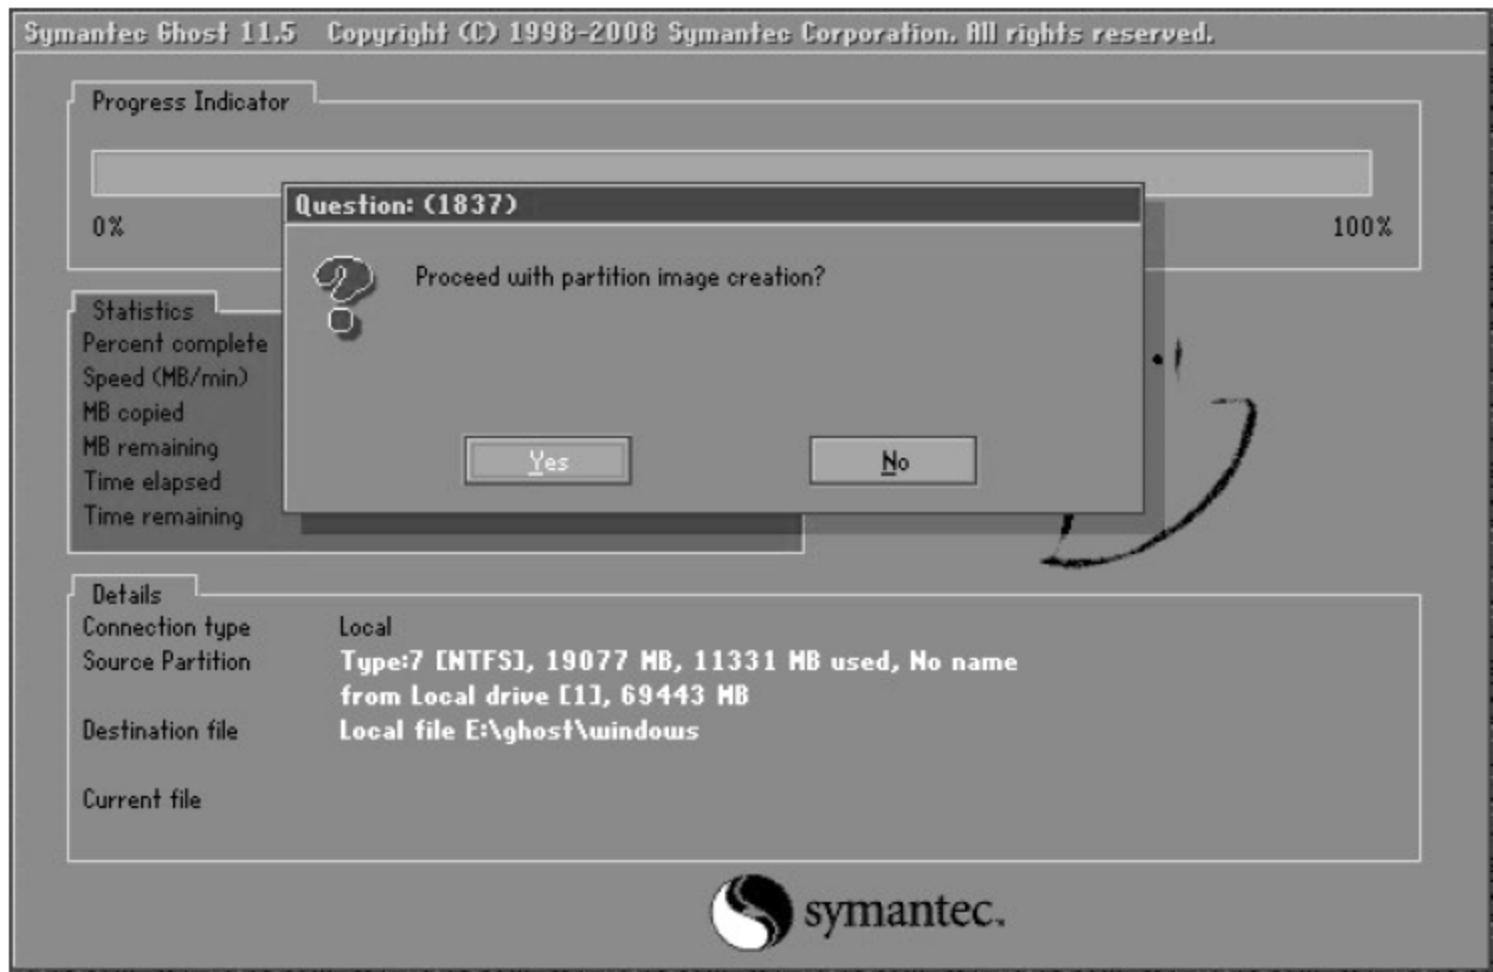 Symantec Ghost 11.5   Copyright (C) 1998-2008 Symantec Corporation. All rights reserved.
Progress Indicator
0%
100%
Question: (1837)
Proceed with partition image creation?
Yes
No
Statistics
Percent complete
Speed (MB/min)
MB copied
MB remaining
Time elapsed
Time remaining
Details
Connection type Local
Source Partition Type:7 [NTFS], 19077 MB, 11331 MB used, No name
from Local drive [1], 69443 MB
Destination file Local file E:\ghost\windows
Current file
symantec.